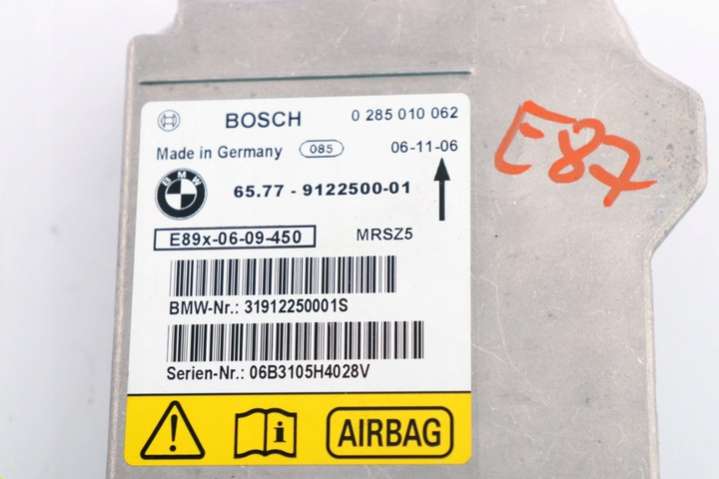 BOSCH 0 285 010 062
Made in Germany 085 06-11-06
BMW 65.77 - 9122500-01
E89x-06-09-450 MRSZ5
BMW-Nr.: 31912250001S
Serien-Nr.: 06B3105H4028V
i AIRBAG
E87